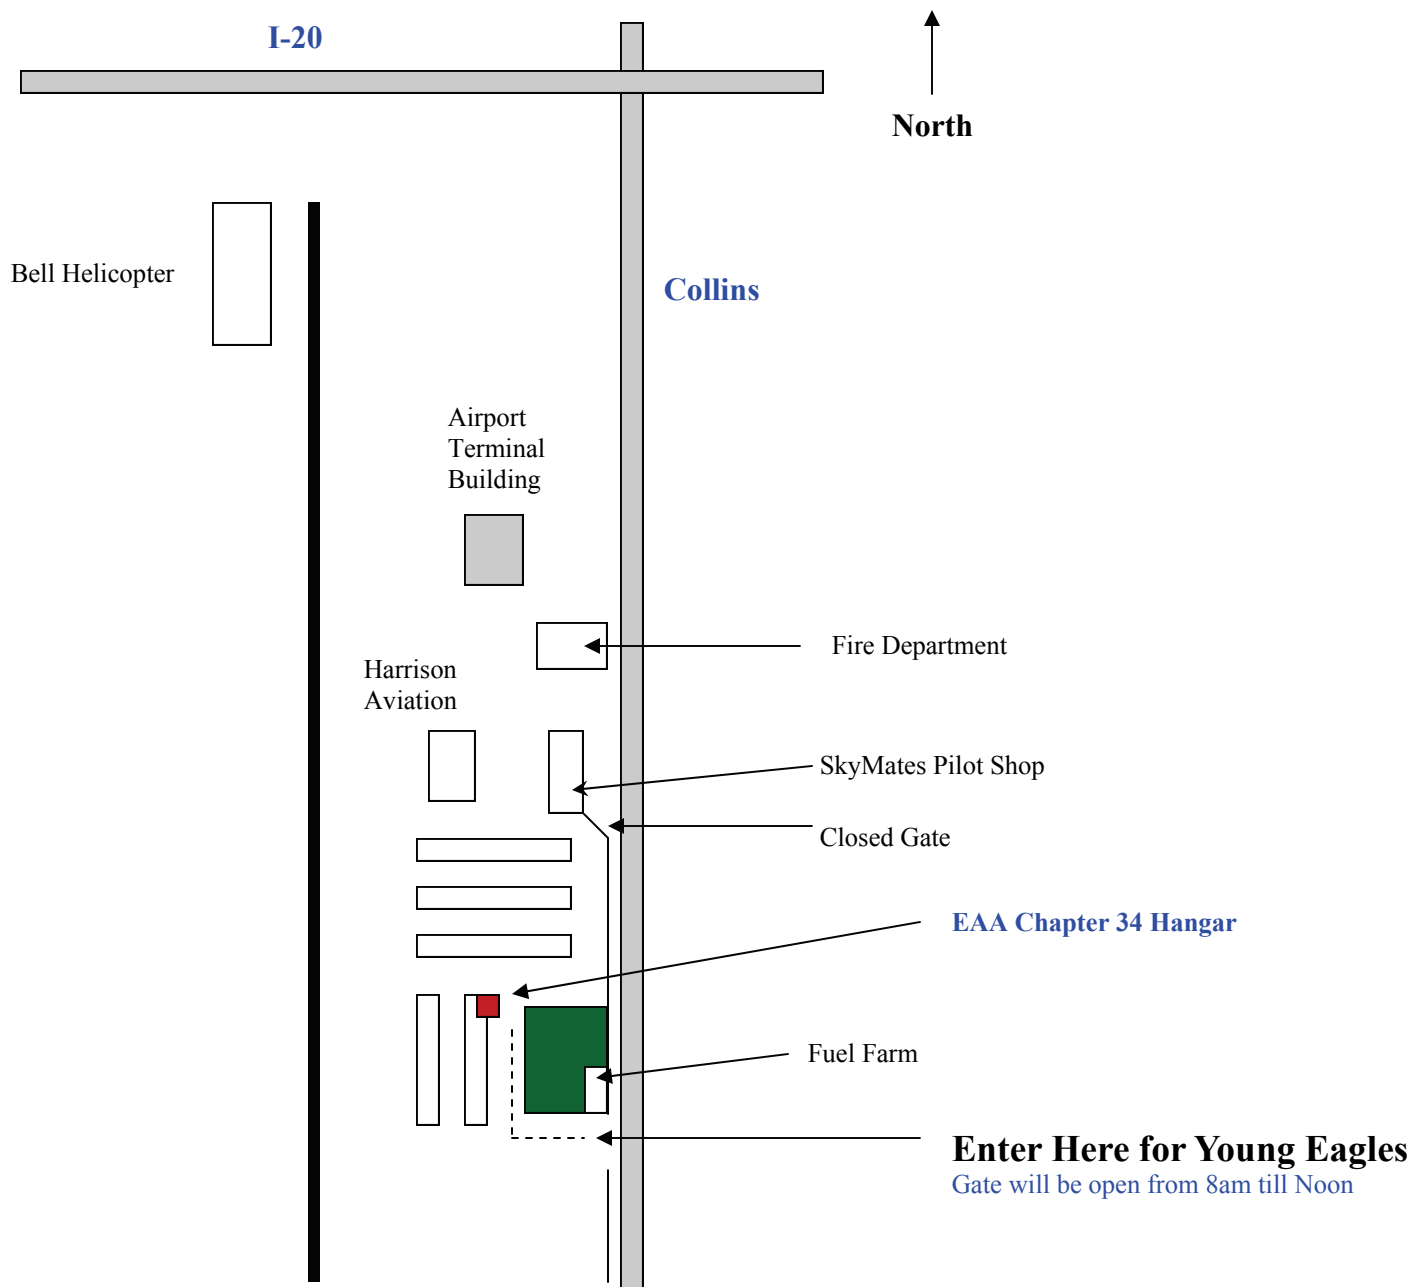 I-20
North
Bell Helicopter
Collins
Airport
Terminal
Building
Fire Department
Harrison
Aviation
SkyMates Pilot Shop
Closed Gate
EAA Chapter 34 Hangar
Fuel Farm
Enter Here for Young Eagles
Gate will be open from 8am till Noon